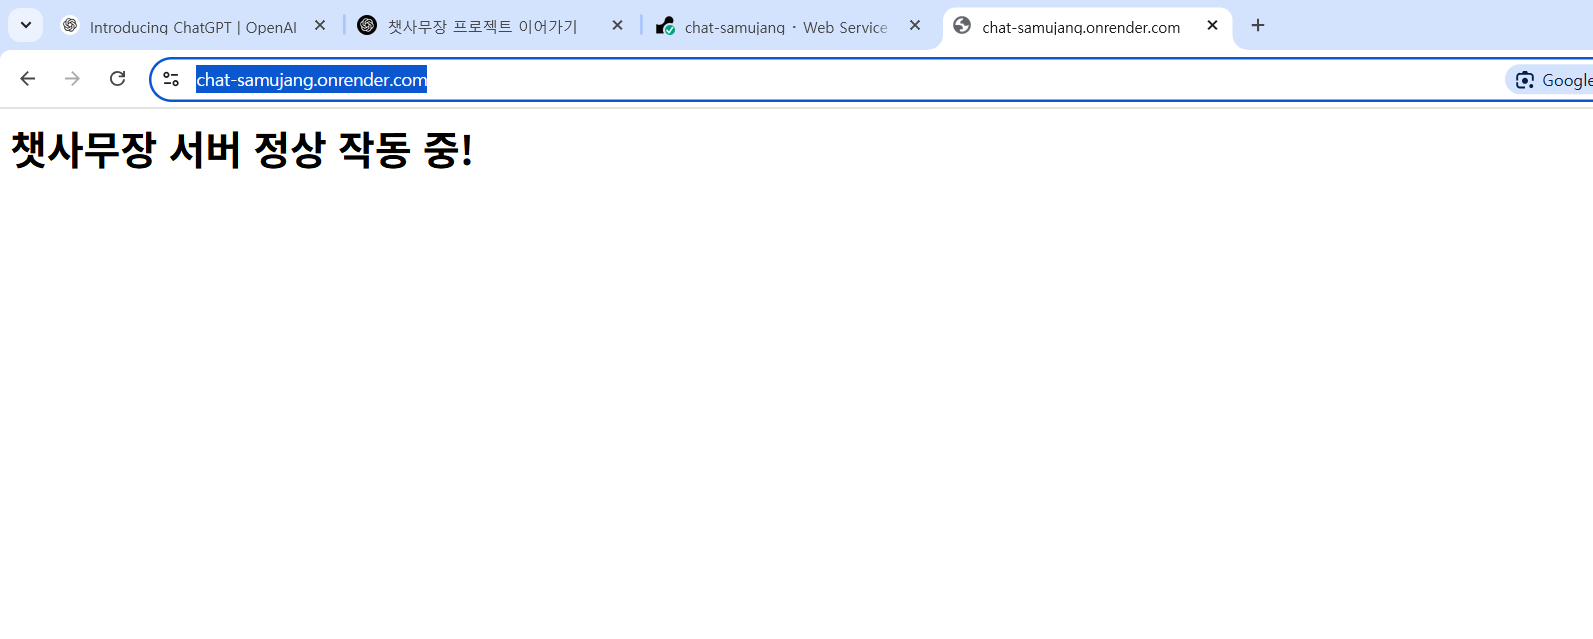 Introducing ChatGPT | OpenAI
챗사무장 프로젝트 이어가기
chat-samujang · Web Service
chat-samujang.onrender.com
chat-samujang.onrender.com
Google
챗사무장 서버 정상 작동 중!